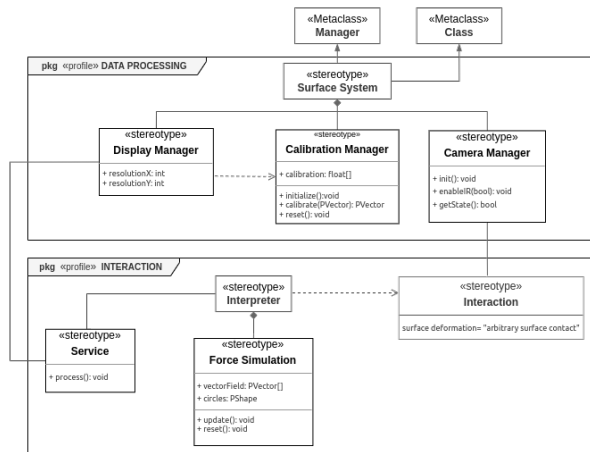 «Metaclass»
Manager
«Metaclass»
Class
pkg «profile» DATA PROCESSING
«stereotype»
Surface System
«stereotype»
Display Manager
+ resolutionX: int
+ resolutionY: int
«stereotype»
Calibration Manager
+ calibration: float[]
+ initialize():void
+ calibrate(PVector): PVector
+ reset(): void
«stereotype»
Camera Manager
+ init(): void
+ enableIR(bool): void
+ getState(): bool
pkg «profile» INTERACTION
«stereotype»
Interpreter
«stereotype»
Interaction
surface deformation= "arbitrary surface contact"
«stereotype»
Service
+ process(): void
«stereotype»
Force Simulation
+ vectorField: PVector[]
+ circles: PShape
+ update(): void
+ reset(): void